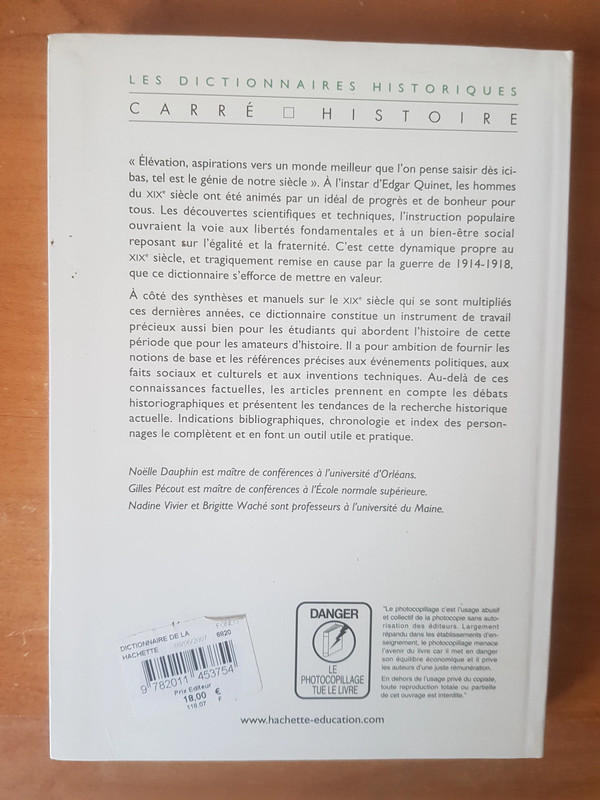 LES DICTIONNAIRES HISTORIQUES
CARRÉ HISTOIRE
« Élévation, aspirations vers un monde meilleur que l'on pense saisir dès ici-
bas, tel est le génie de notre siècle ». À l'instar d'Edgar Quinet, les hommes
du XIXe siècle ont été animés par un idéal de progrès et de bonheur pour
tous. Les découvertes scientifiques et techniques, l'instruction populaire
ouvraient la voie aux libertés fondamentales et à un bien-être social
reposant sur l'égalité et la fraternité. C'est cette dynamique propre au
XIXe siècle, et tragiquement remise en cause par la guerre de 1914-1918,
que ce dictionnaire s'efforce de mettre en valeur.
À côté des synthèses et manuels sur le XIXe siècle qui se sont multipliés
ces dernières années, ce dictionnaire constitue un instrument de travail
précieux aussi bien pour les étudiants qui abordent l'histoire de cette
période que pour les amateurs d'histoire. Il a pour ambition de fournir les
notions de base et les références précises aux événements politiques, aux
faits sociaux et culturels et aux inventions techniques. Au-delà de ces
connaissances factuelles, les articles prennent en compte les débats
historiographiques et présentent les tendances de la recherche historique
actuelle. Indications bibliographiques, chronologie et index des person-
nages le complètent et en font un outil utile et pratique.
Noëlle Dauphin est maître de conférences à l'université d'Orléans.
Gilles Pécout est maître de conférences à l'École normale supérieure.
Nadine Vivier et Brigitte Waché sont professeurs à l'université du Maine.
DICTIONNAIRE DE LA
HACHETTE
6820
9 782011 453754
Prix Editeur
18,00 €
118,07 F
DANGER
LE
PHOTOCOPILLAGE
TUE LE LIVRE
"Le photocopillage c'est l'usage abusif
et collectif de la photocopie sans auto-
risation des éditeurs. Largement
répandu dans les établissements d'en-
seignement, le photocopillage menace
l'avenir du livre car il met en danger
son équilibre économique et il prive
les auteurs d'une juste rémunération.
En dehors de l'usage privé du copiste,
toute reproduction totale ou partielle
de cet ouvrage est interdite."
www.hachette-education.com